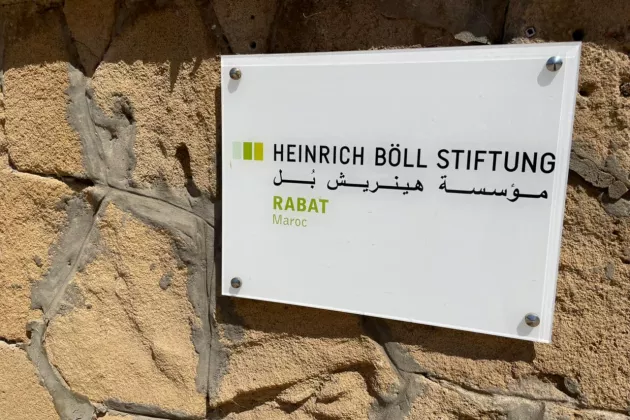 HEINRICH BÖLL STIFTUNG
مؤسسة هينريش بُل
RABAT
Maroc